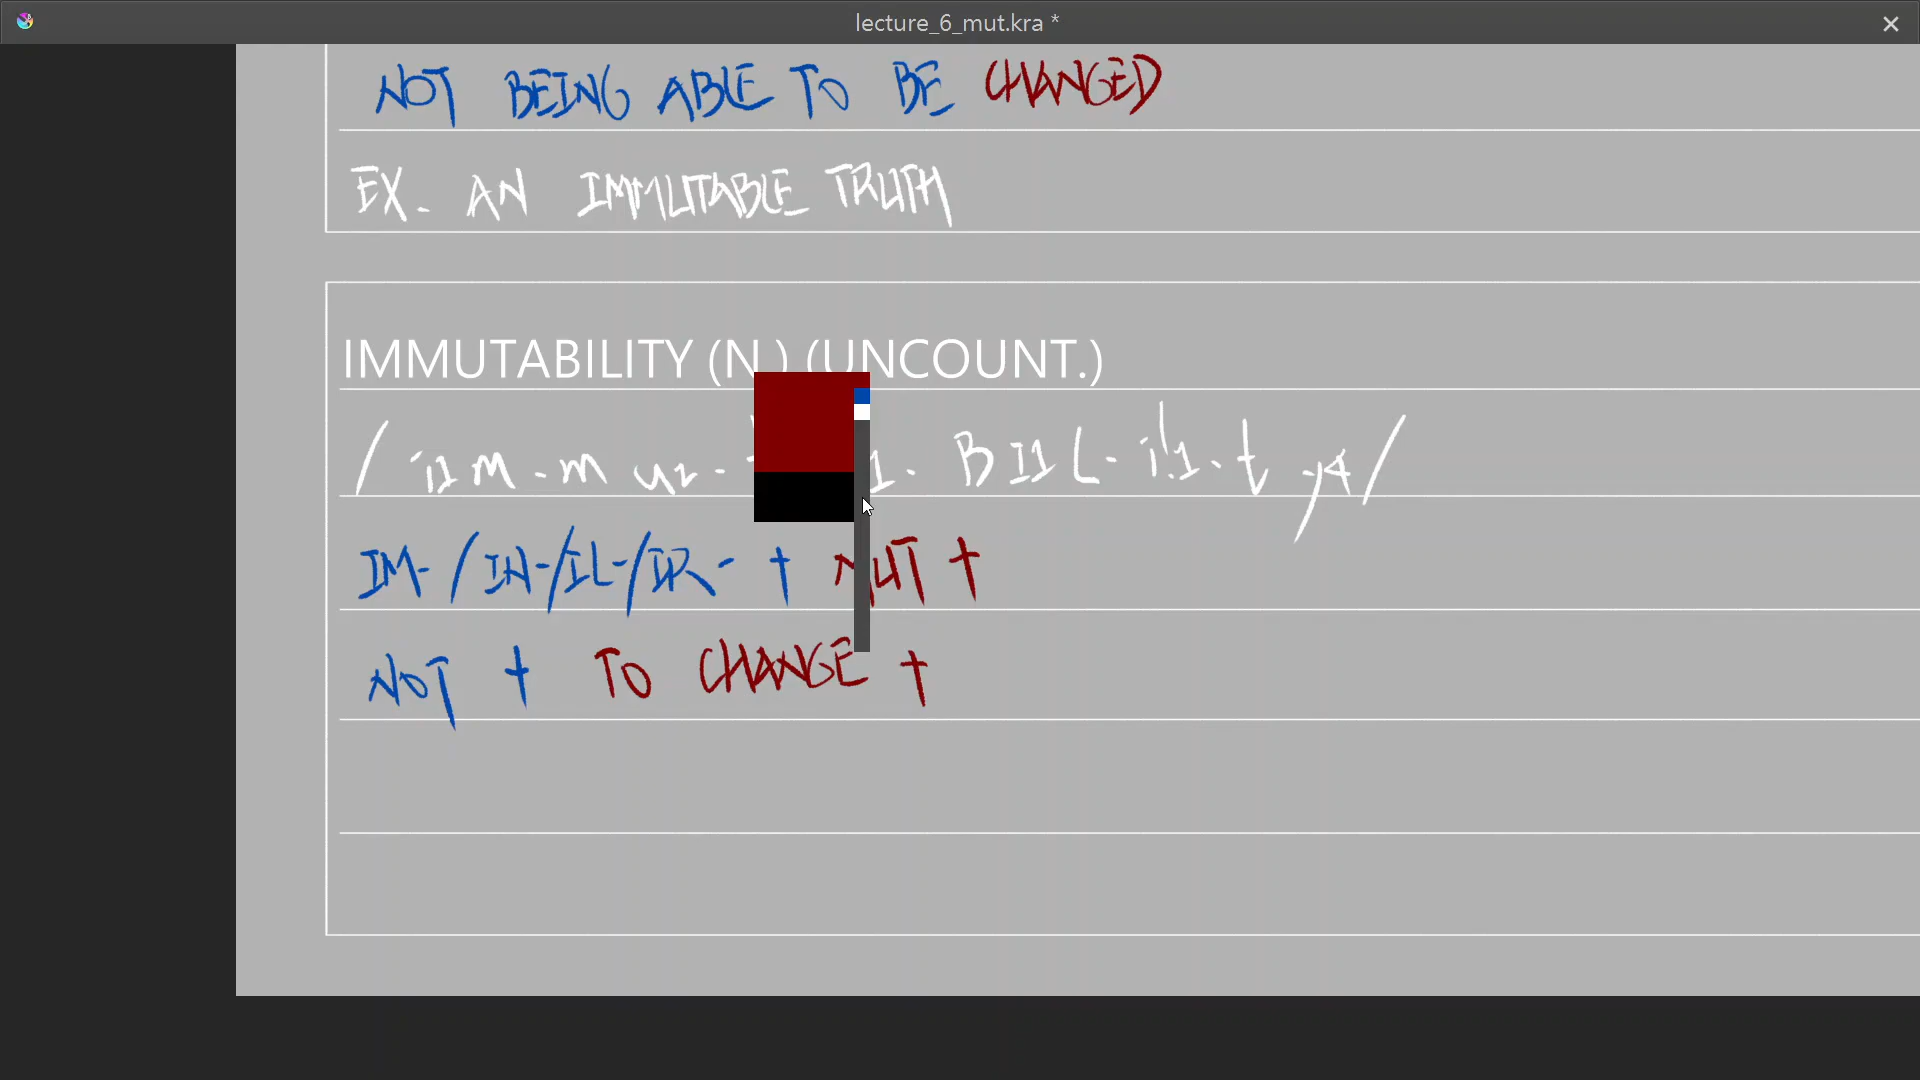 lecture_6_mut.kra *
NOT BEING ABLE TO BE CHANGED
EX. AN IMMUTABLE TRUTH
IMMUTABILITY (N.) (UNCOUNT.)
IM-/IN-/IL-/IR- + MUT +
NOT + TO CHANGE +